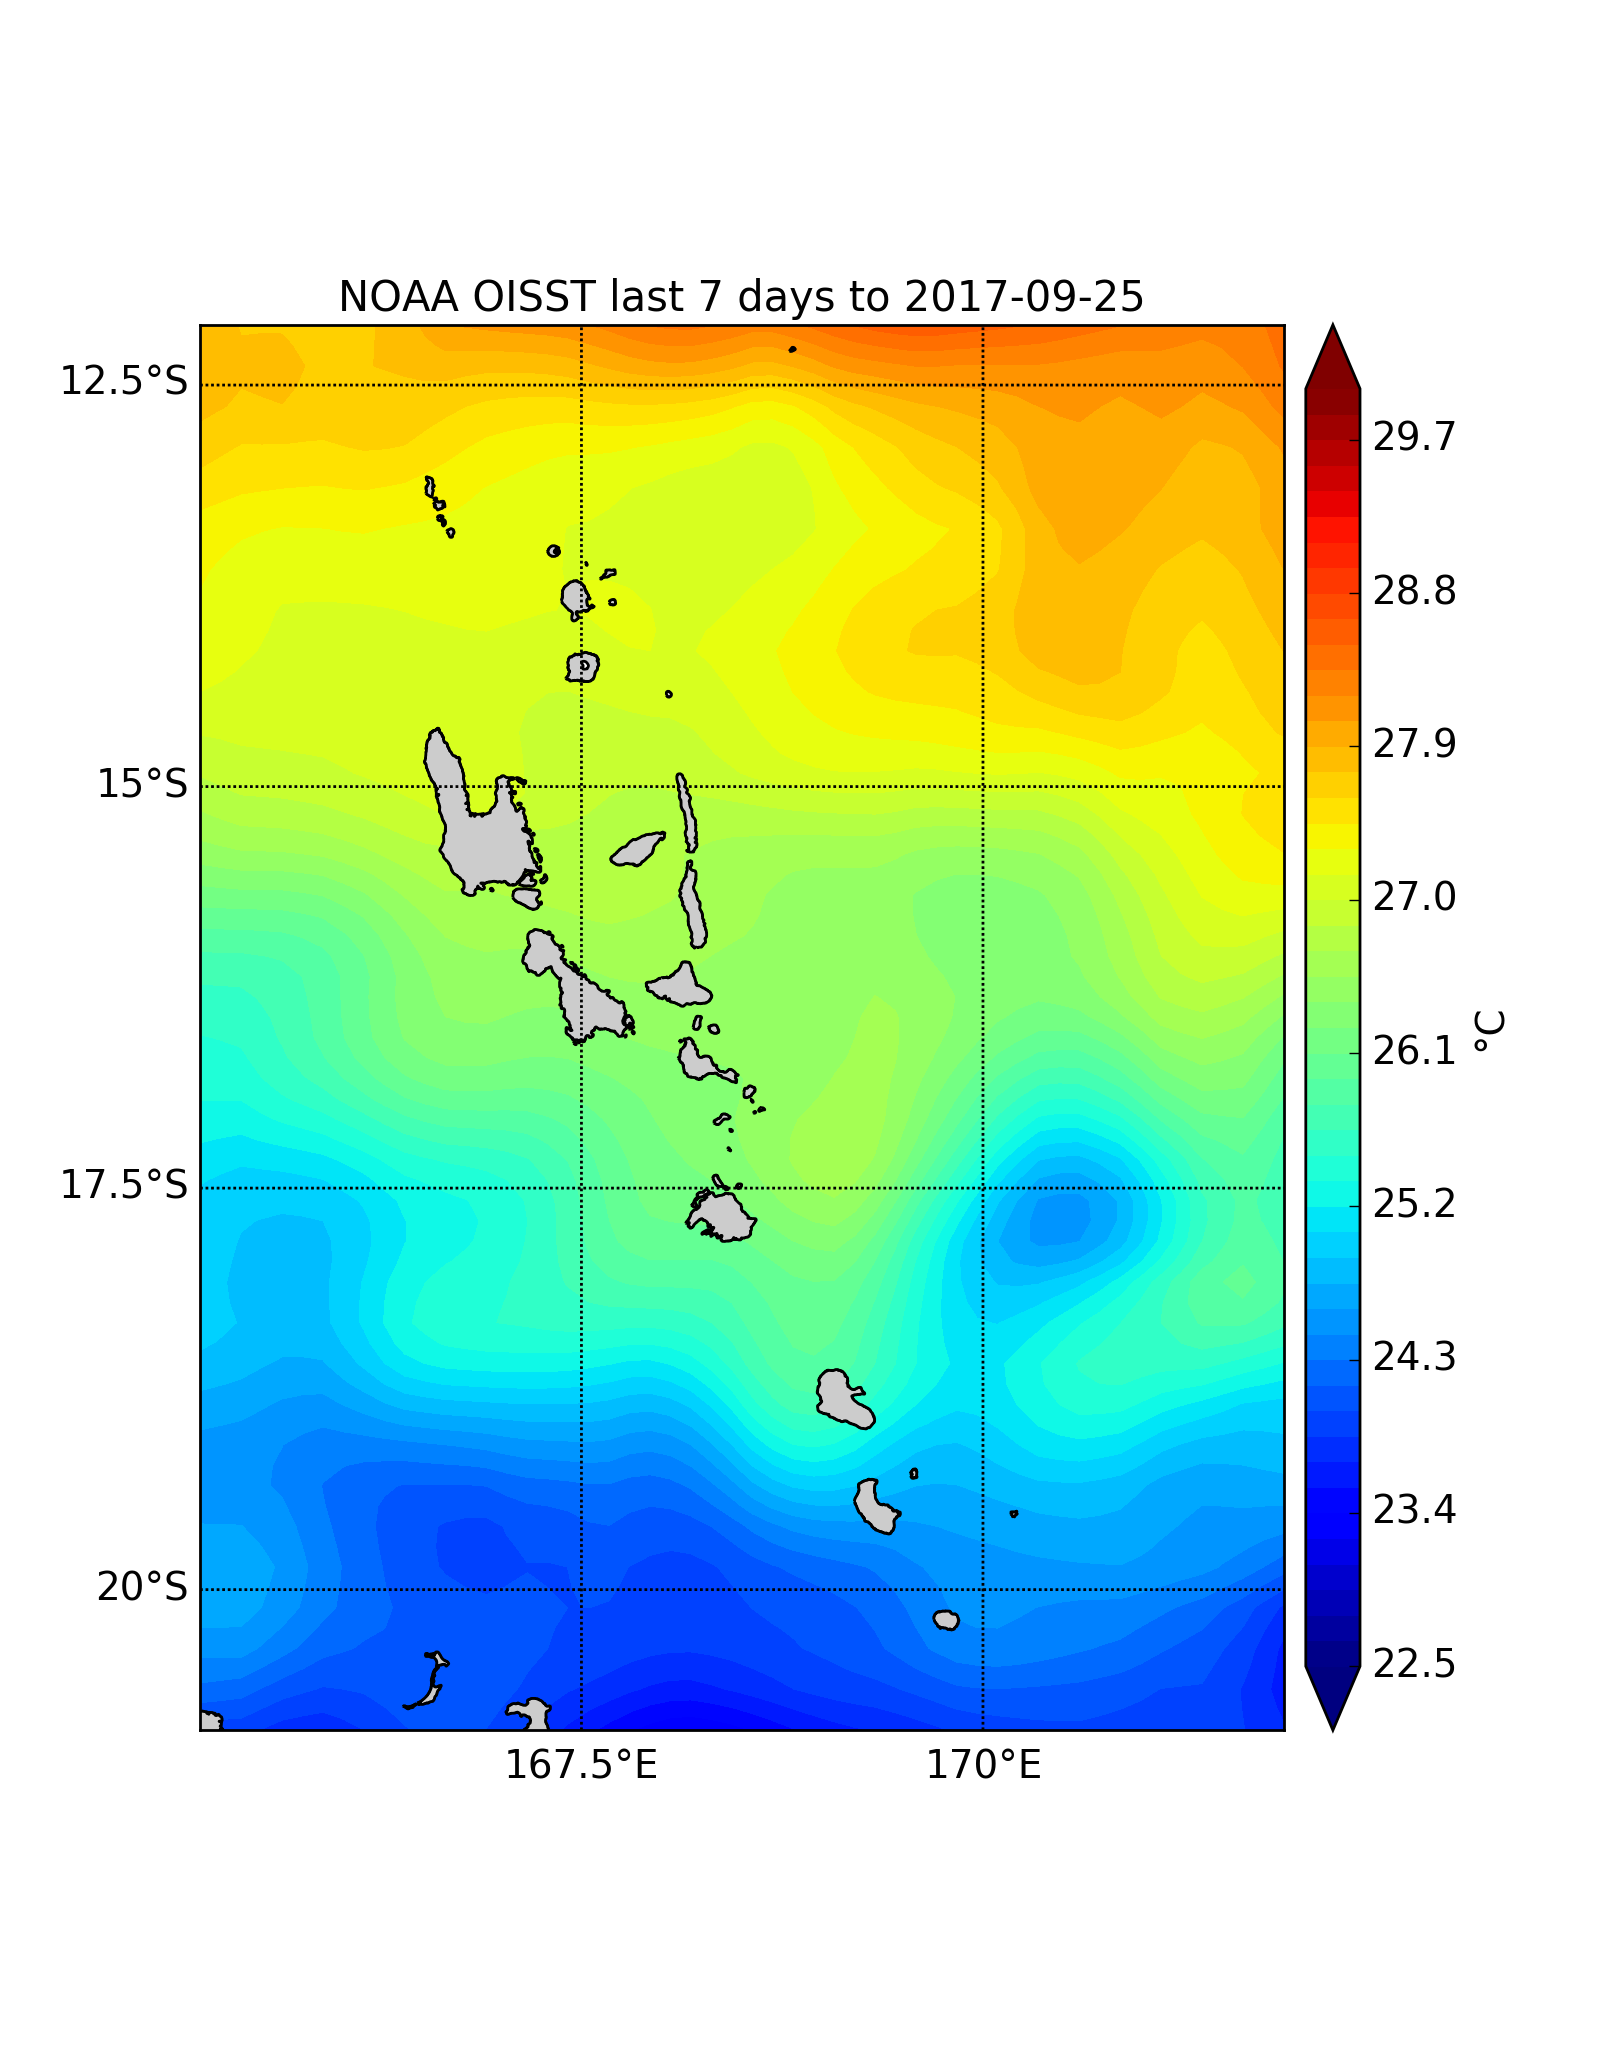 NOAA OISST last 7 days to 2017-09-25
12.5°S
15°S
17.5°S
20°S
167.5°E
170°E
29.7
28.8
27.9
27.0
26.1
25.2
24.3
23.4
22.5
°C